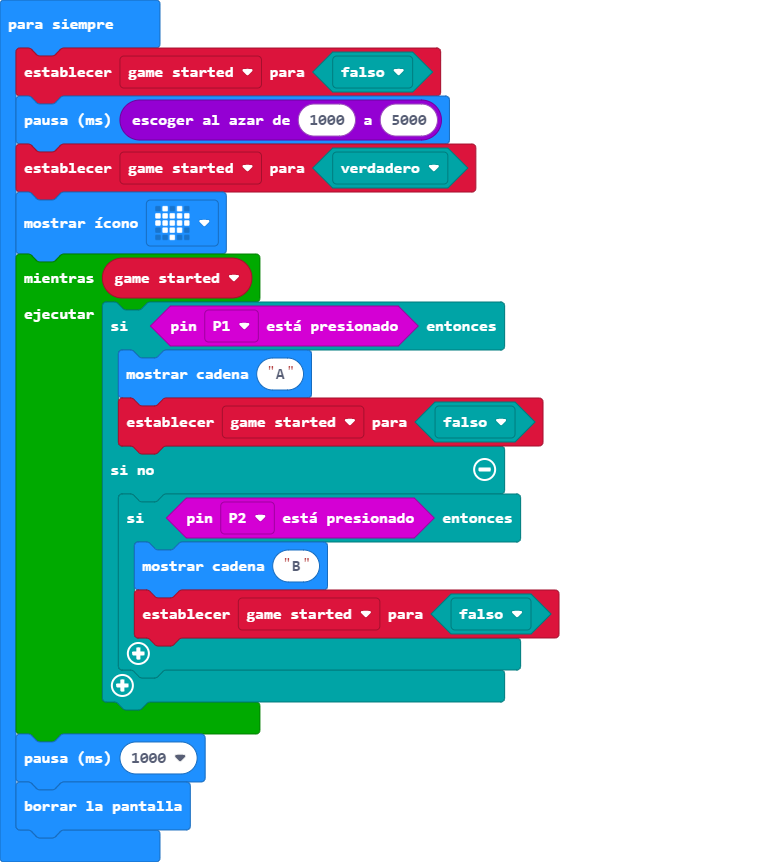 para siempre
establecer game started para falso
pausa (ms) escoger al azar de 1000 a 5000
establecer game started para verdadero
mostrar ícono
mientras game started
ejecutar si pin P1 está presionado entonces
mostrar cadena "A"
establecer game started para falso
si no
si pin P2 está presionado entonces
mostrar cadena "B"
establecer game started para falso
pausa (ms) 1000
borrar la pantalla